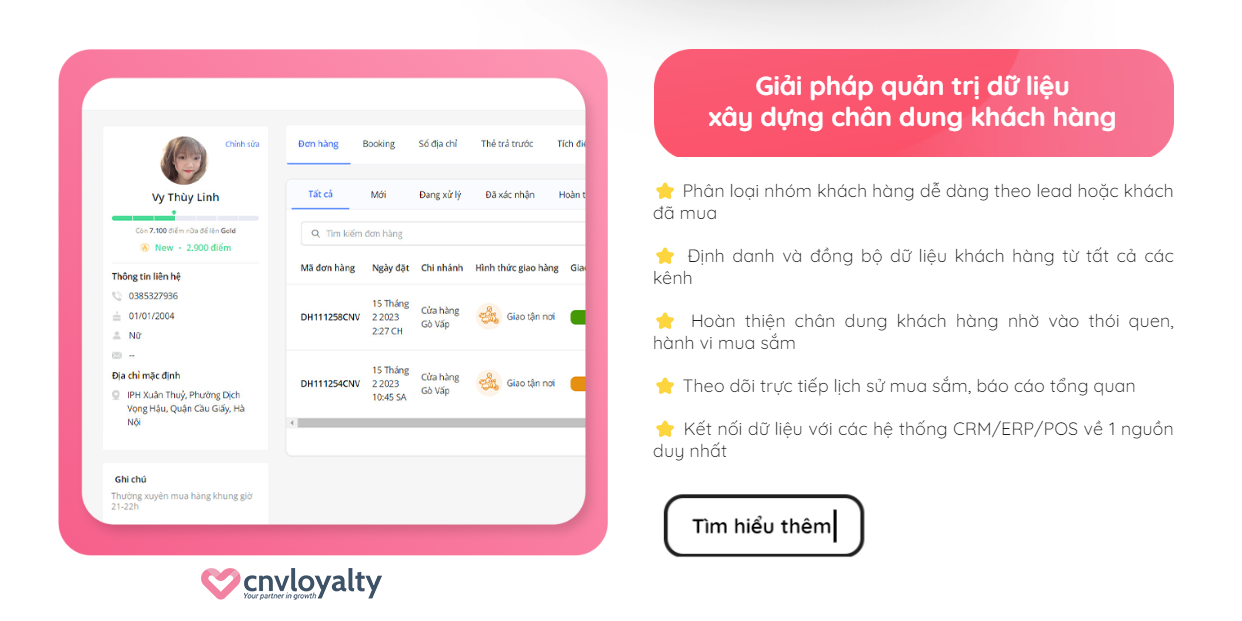 Chỉnh sửa
Vy Thùy Linh
Còn 7.100 điểm nữa để lên Gold
New - 2,900 điểm
Thông tin liên hệ
0385327936
01/01/2004
Nữ
--
Địa chỉ mặc định
IPH Xuân Thuỷ, Phường Dịch
Vọng Hậu, Quận Cầu Giấy, Hà
Nội
Ghi chú
Thường xuyên mua hàng khung giờ
21-22h
Đơn hàng Booking Sổ địa chỉ Thẻ trả trước Tích
Tất cả Mới Đang xử lý Đã xác nhận Hoàn
Tìm kiếm đơn hàng
Mã đơn hàng Ngày đặt Chi nhánh Hình thức giao hàng
DH111258CNV 15 Tháng 2 2023 2:27 CH Cửa hàng Gò Vấp Giao tận nơi
DH111254CNV 15 Tháng 2 2023 10:45 SA Cửa hàng Gò Vấp Giao tận nơi
cnvloyalty
Your partner in growth
Giải pháp quản trị dữ liệu
xây dựng chân dung khách hàng
Phân loại nhóm khách hàng dễ dàng theo lead hoặc khách
đã mua
Định danh và đồng bộ dữ liệu khách hàng từ tất cả các
kênh
Hoàn thiện chân dung khách hàng nhờ vào thói quen,
hành vi mua sắm
Theo dõi trực tiếp lịch sử mua sắm, báo cáo tổng quan
Kết nối dữ liệu với các hệ thống CRM/ERP/POS về 1 nguồn
duy nhất
Tìm hiểu thêm